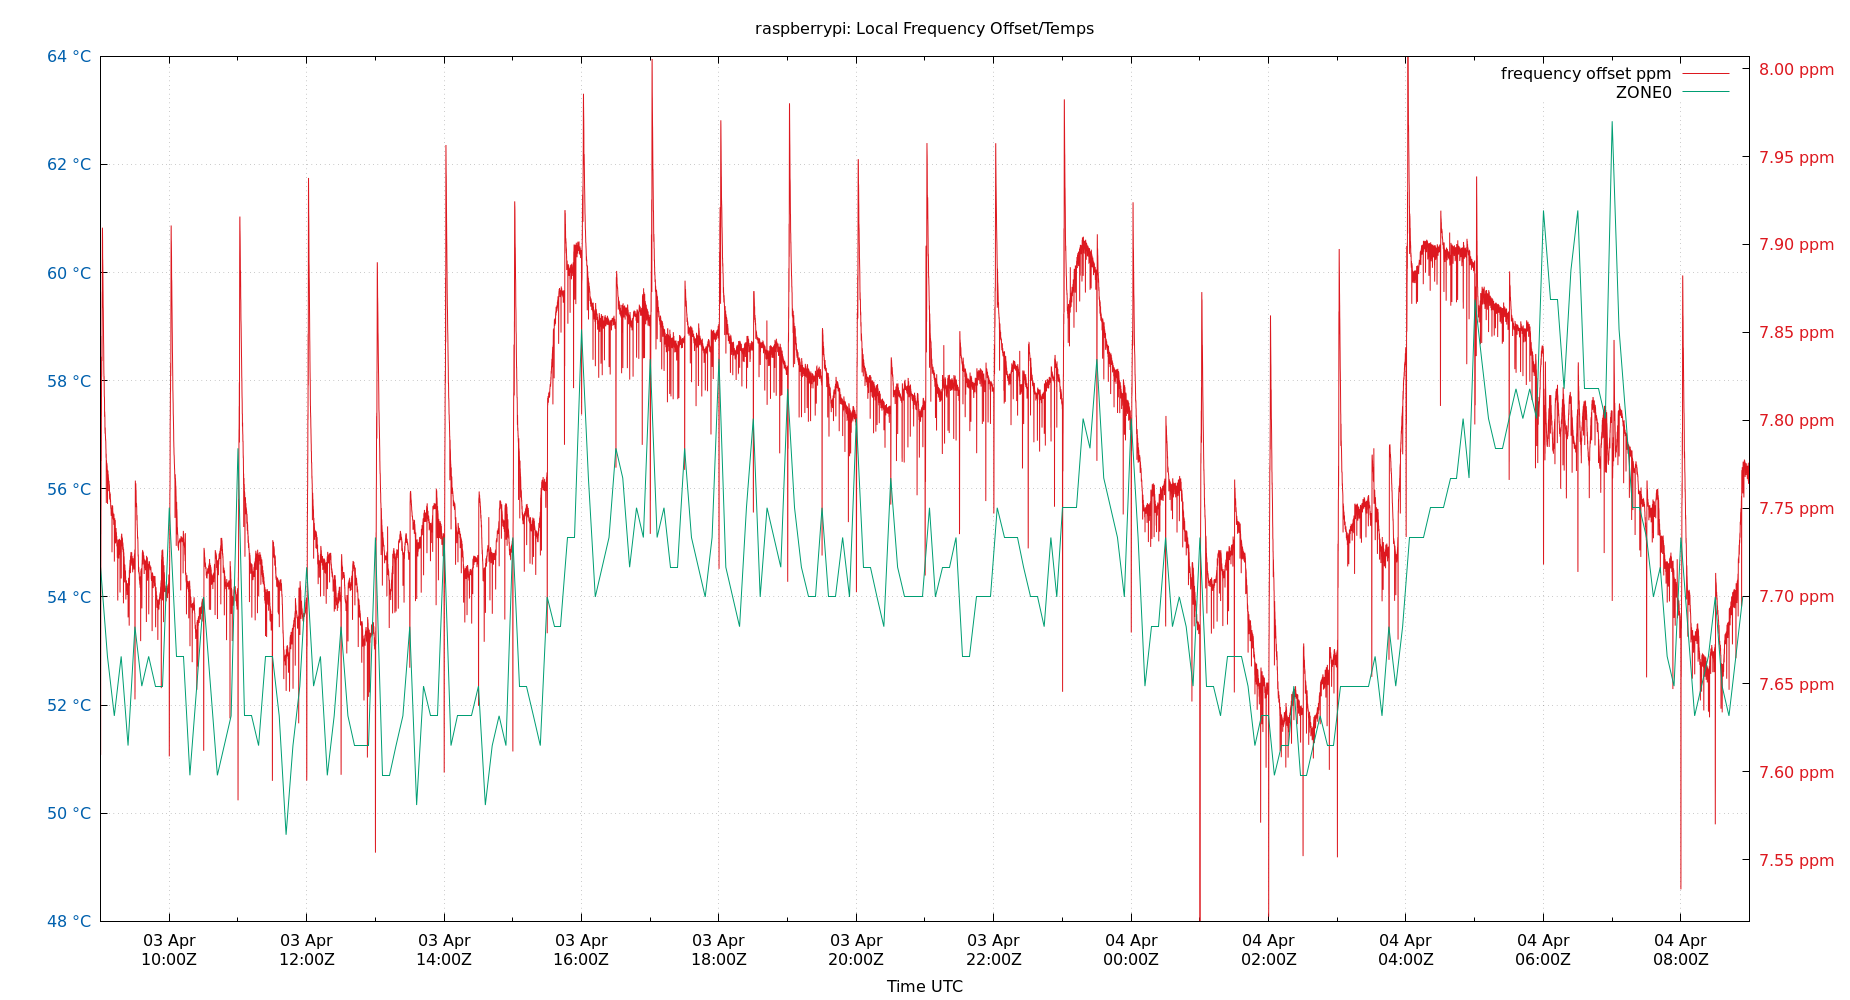 raspberrypi: Local Frequency Offset/Temps
64 °C
62 °C
60 °C
58 °C
56 °C
54 °C
52 °C
50 °C
48 °C
frequency offset ppm
ZONE0
8.00 ppm
7.95 ppm
7.90 ppm
7.85 ppm
7.80 ppm
7.75 ppm
7.70 ppm
7.65 ppm
7.60 ppm
7.55 ppm
03 Apr
10:00Z
03 Apr
12:00Z
03 Apr
14:00Z
03 Apr
16:00Z
03 Apr
18:00Z
03 Apr
20:00Z
03 Apr
22:00Z
04 Apr
00:00Z
04 Apr
02:00Z
04 Apr
04:00Z
04 Apr
06:00Z
04 Apr
08:00Z
Time UTC